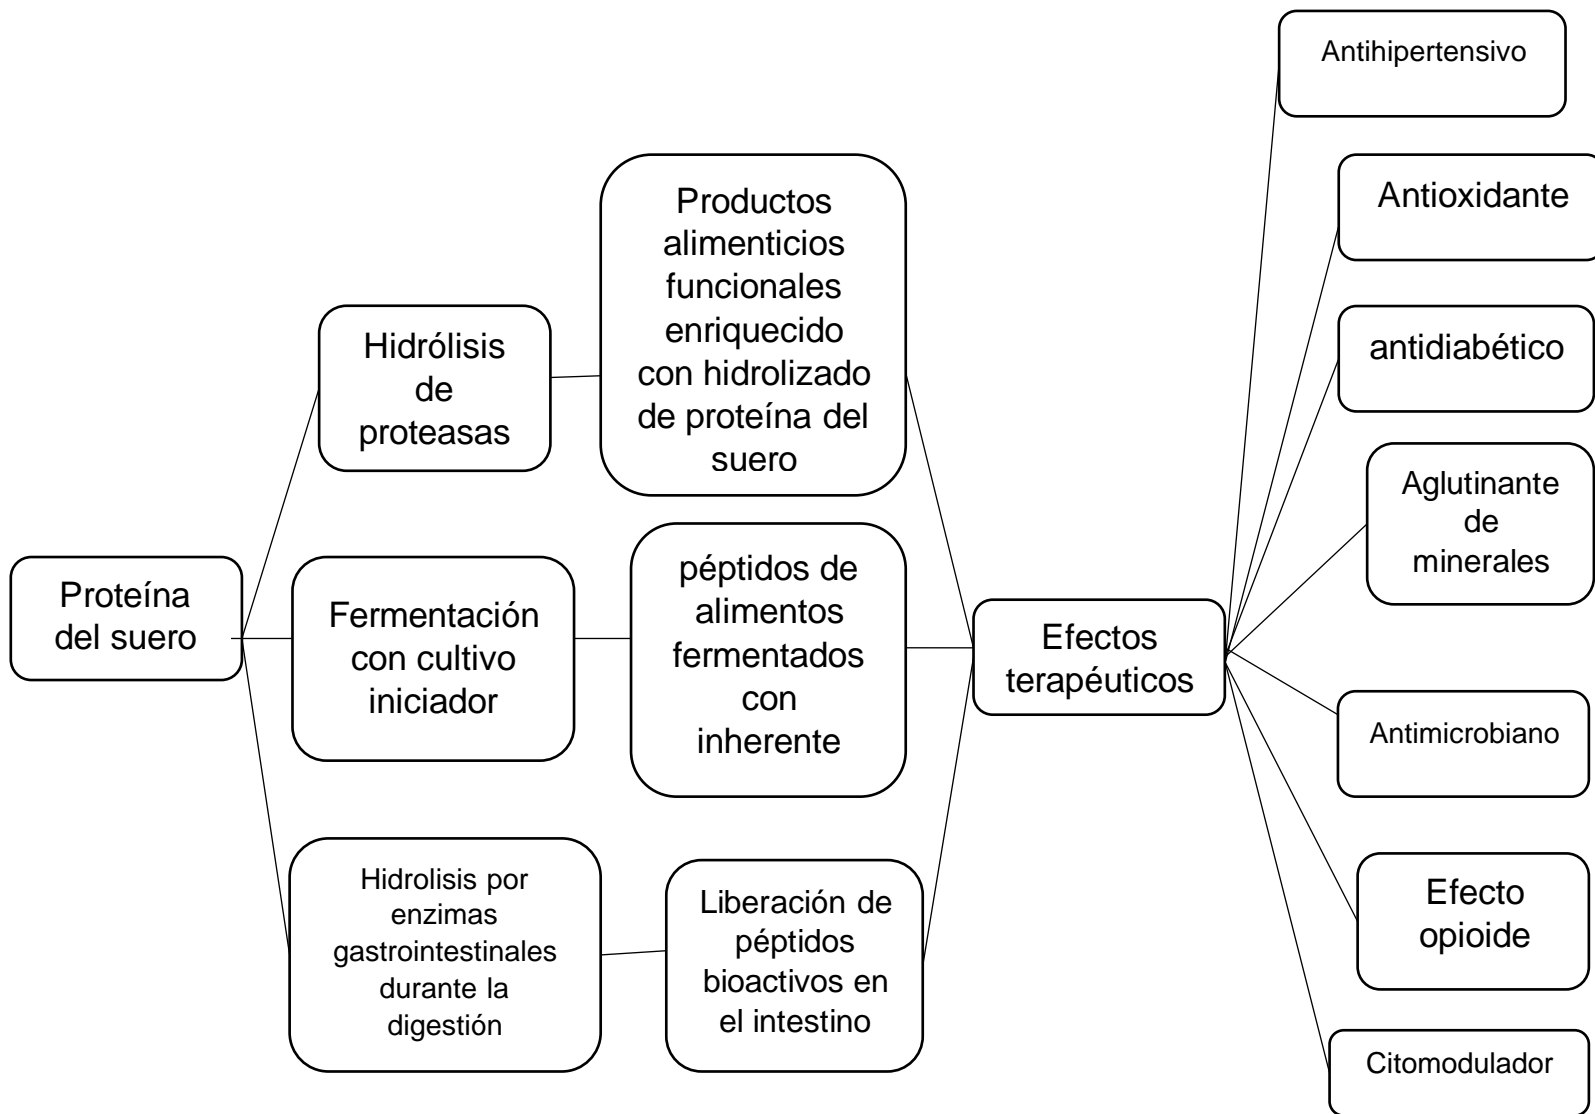 Proteína
del suero
Hidrólisis
de
proteasas
Productos
alimenticios
funcionales
enriquecido
con hidrolizado
de proteína del
suero
Fermentación
con cultivo
iniciador
péptidos de
alimentos
fermentados
con
inherente
Hidrolisis por
enzimas
gastrointestinales
durante la
digestión
Liberación de
péptidos
bioactivos en
el intestino
Efectos
terapéuticos
Antihipertensivo
Antioxidante
antidiabético
Aglutinante
de
minerales
Antimicrobiano
Efecto
opioide
Citomodulador